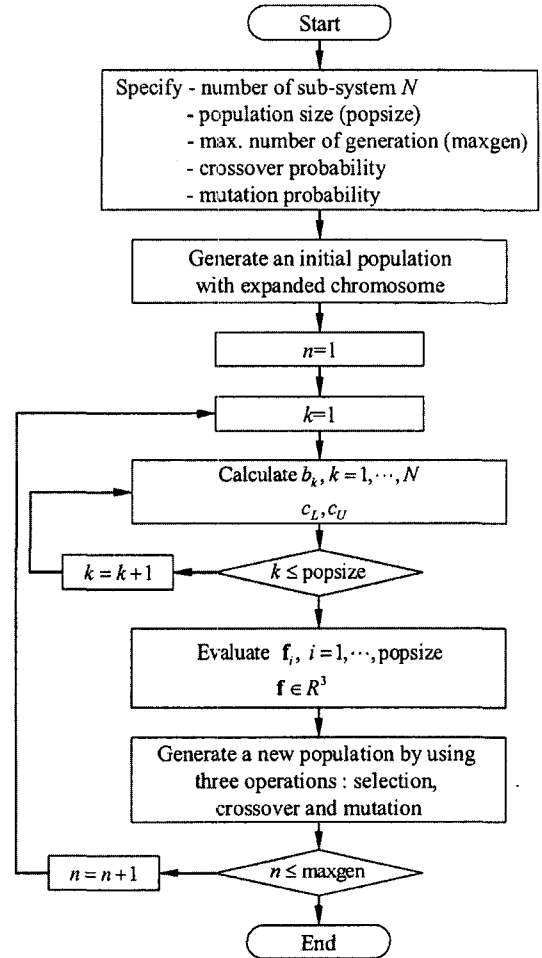 Start
Specify - number of sub-system N
- population size (popsize)
- max. number of generation (maxgen)
- crossover probability
- mutation probability
Generate an initial population
with expanded chromosome
n=1
k=1
Calculate b_k, k = 1, ⋯, N
c_L, c_U
k ≤ popsize
k = k + 1
Evaluate f_i, i = 1, ⋯, popsize
f ∈ R^3
Generate a new population by using
three operations : selection,
crossover and mutation
n ≤ maxgen
n = n + 1
End